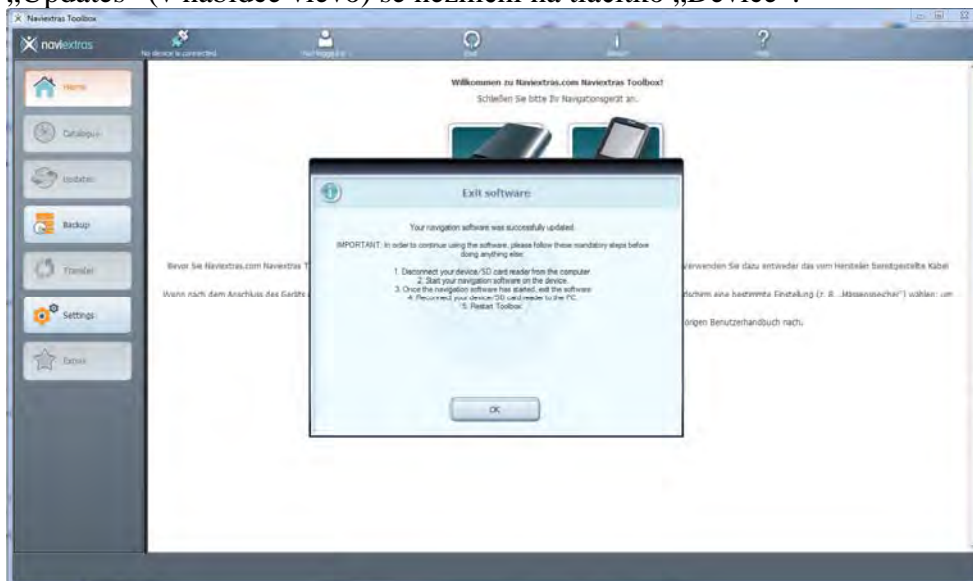 „Updates“ (v nabídce vlevo) se nezmění na tlačítko „Device“.
Naviextras Toolbox
naviextras
No device is connected
Home
Willkommen zu Naviextras.com Naviextras Toolbox!
Schließen Sie bitte Ihr Navigationsgerät an.
Catalogue
Updates
Backup
Transfer
Settings
Extras
Exit software
Your navigation software was successfully updated.
IMPORTANT: In order to continue using the software, please follow these mandatory steps before
doing anything else:
1. Disconnect your device/SD card reader from the computer.
2. Start your navigation software on the device.
3. Once the navigation software has started, exit the software.
4. Reconnect your device/SD card reader to the PC.
5. Restart Toolbox.
OK
Bevor Sie Naviextras.com Naviextras T
verwenden Sie dazu entweder das vom Hersteller bereitgestellte Kabel
Wenn nach dem Anschluss des Geräts
dschirm eine bestimmte Einstellung (z. B. „Massenspeicher") wählen: um
örigen Benutzerhandbuch nach.